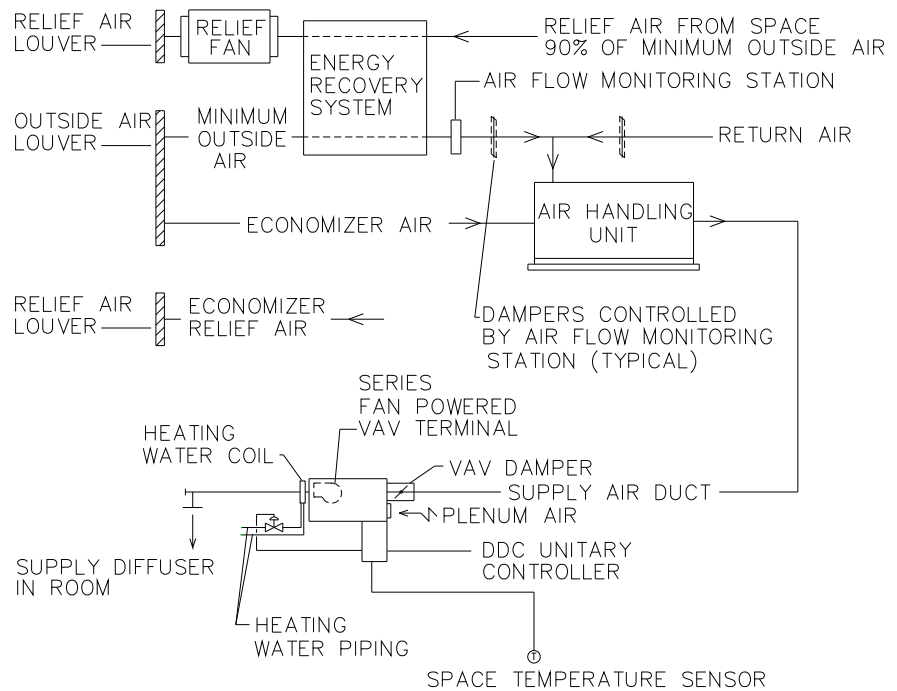 RELIEF AIR
LOUVER
RELIEF
FAN
RELIEF AIR FROM SPACE
90% OF MINIMUM OUTSIDE AIR
ENERGY
RECOVERY
SYSTEM
AIR FLOW MONITORING STATION
OUTSIDE AIR
LOUVER
MINIMUM
OUTSIDE
AIR
RETURN AIR
ECONOMIZER AIR
AIR HANDLING
UNIT
RELIEF AIR
LOUVER
ECONOMIZER
RELIEF AIR
DAMPERS CONTROLLED
BY AIR FLOW MONITORING
STATION (TYPICAL)
SERIES
FAN POWERED
VAV TERMINAL
HEATING
WATER COIL
VAV DAMPER
SUPPLY AIR DUCT
PLENUM AIR
SUPPLY DIFFUSER
IN ROOM
DDC UNITARY
CONTROLLER
HEATING
WATER PIPING
T
SPACE TEMPERATURE SENSOR